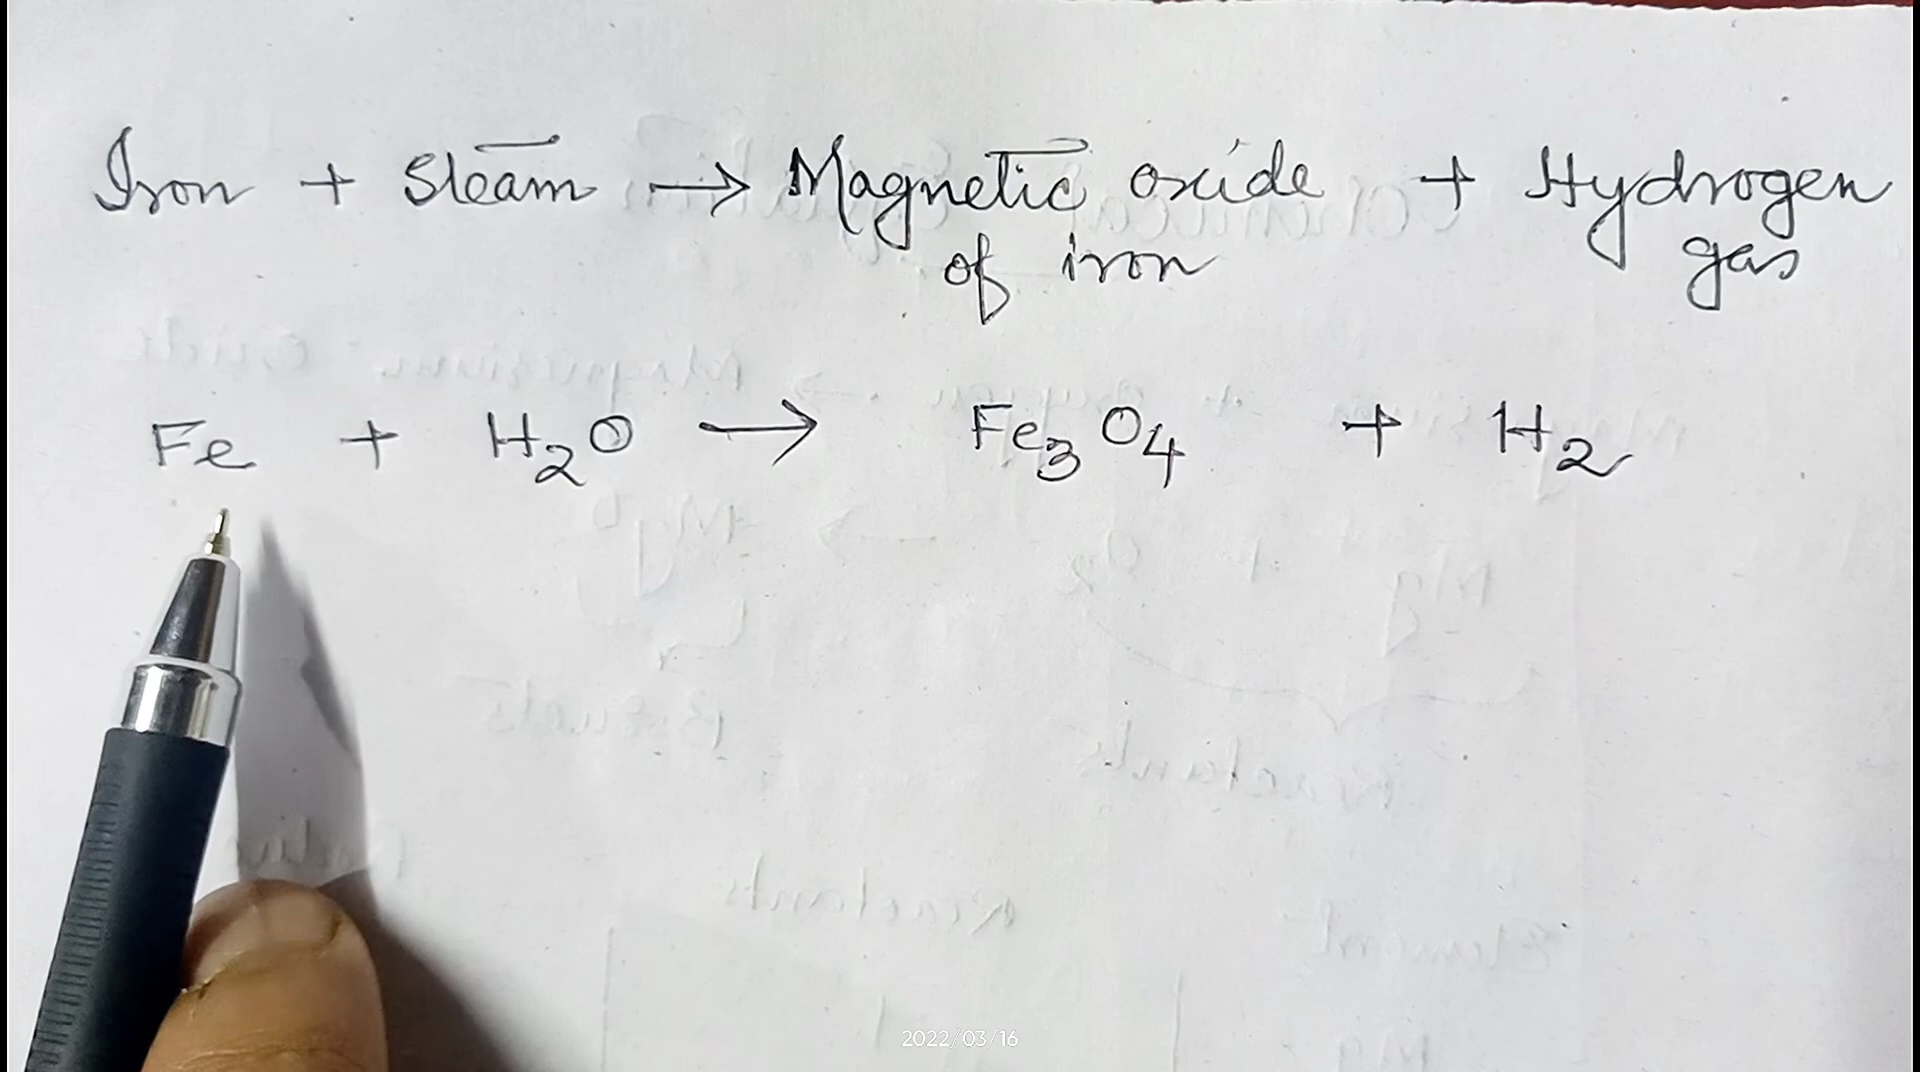 Iron + Steam → Magnetic oxide + Hydrogen
of iron gas
Fe + H₂O → Fe₃O₄ + H₂
2022/03/16